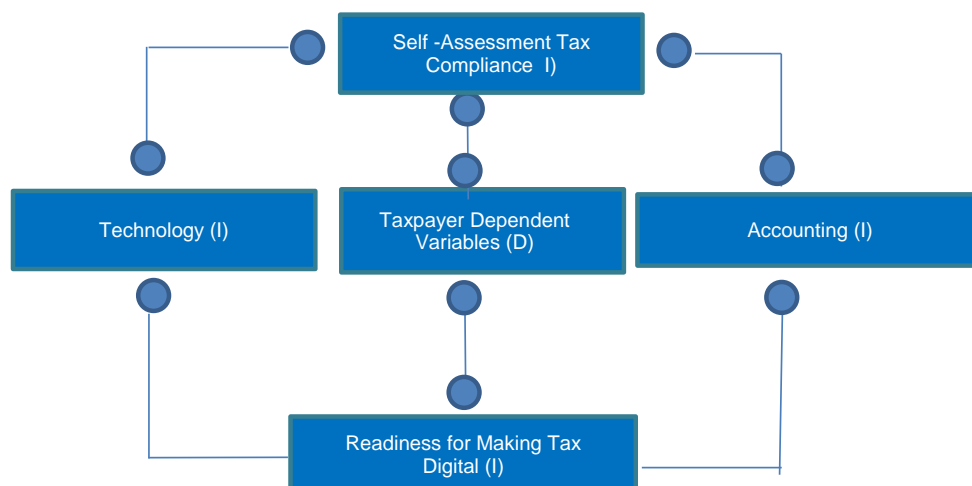 Self -Assessment Tax
Compliance  I)
Technology (I)
Taxpayer Dependent
Variables (D)
Accounting (I)
Readiness for Making Tax
Digital (I)